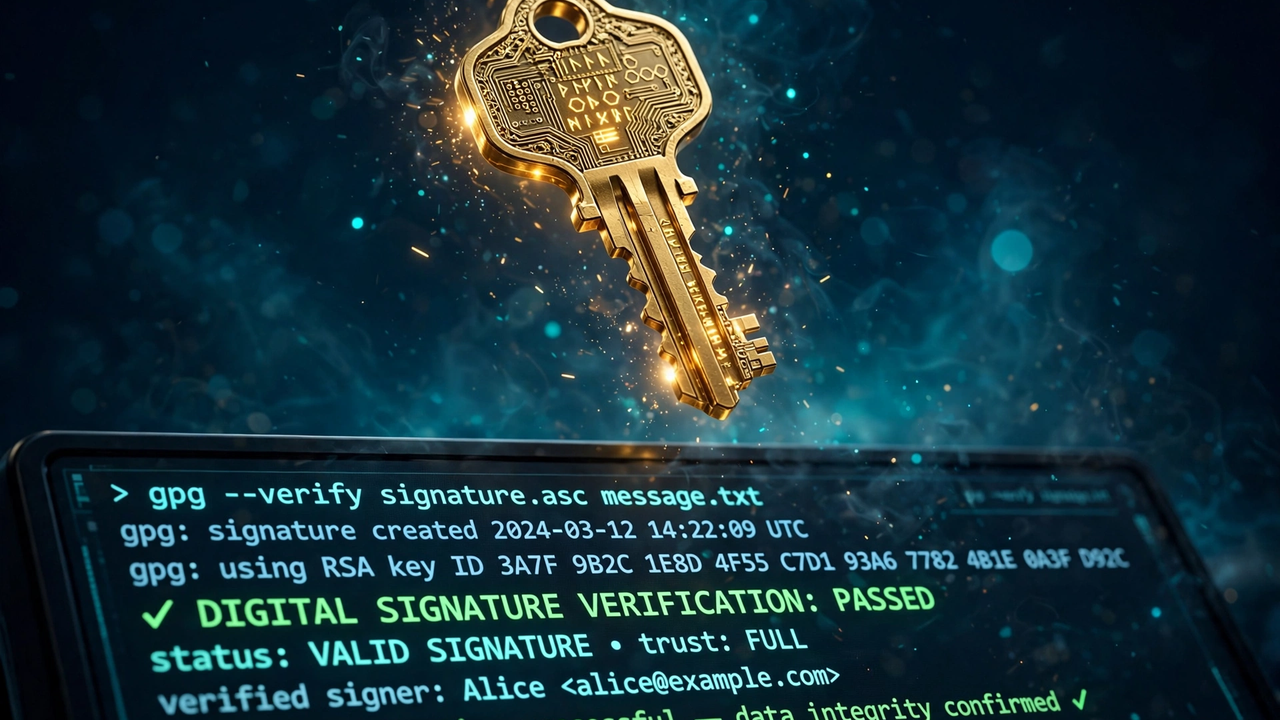 > gpg --verify signature.asc message.txt
gpg: signature created 2024-03-12 14:22:09 UTC
gpg: using RSA key ID 3A7F 9B2C 1E8D 4F55 C7D1 93A6 7782 4B1E 0A3F D92C
✓ DIGITAL SIGNATURE VERIFICATION: PASSED
status: VALID SIGNATURE • trust: FULL
verified signer: Alice <alice@example.com>
— data integrity confirmed ✓